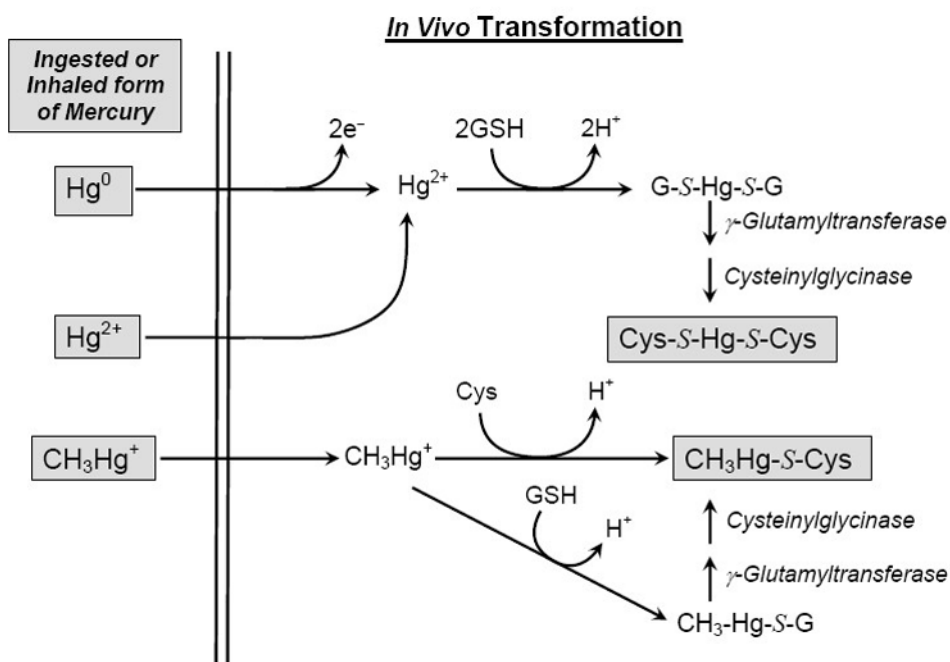 In Vivo Transformation
Ingested or
Inhaled form
of Mercury
2e⁻
2GSH
2H⁺
Hg⁰
Hg²⁺
G-S-Hg-S-G
γ-Glutamyltransferase
Cysteinylglycinase
Hg²⁺
Cys-S-Hg-S-Cys
Cys
H⁺
CH₃Hg⁺
CH₃Hg⁺
CH₃Hg-S-Cys
GSH
H⁺
Cysteinylglycinase
γ-Glutamyltransferase
CH₃-Hg-S-G